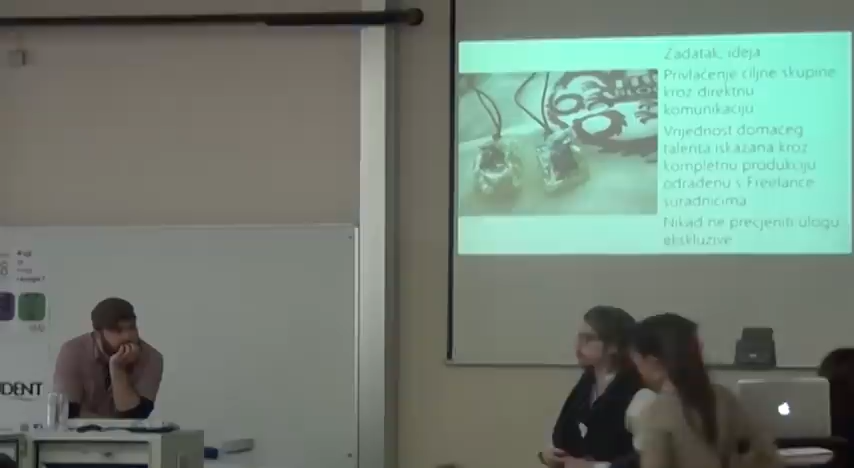 Zadatak, ideja
Privlačenje ciljne skupine
kroz direktnu
komunikaciju
Vrijednost domaćeg
talenta iskazana kroz
kompletnu produkciju
odrađenu s Freelance
suradnicima
Nikad ne precjeniti ulogu
ekskluzive
UDENT